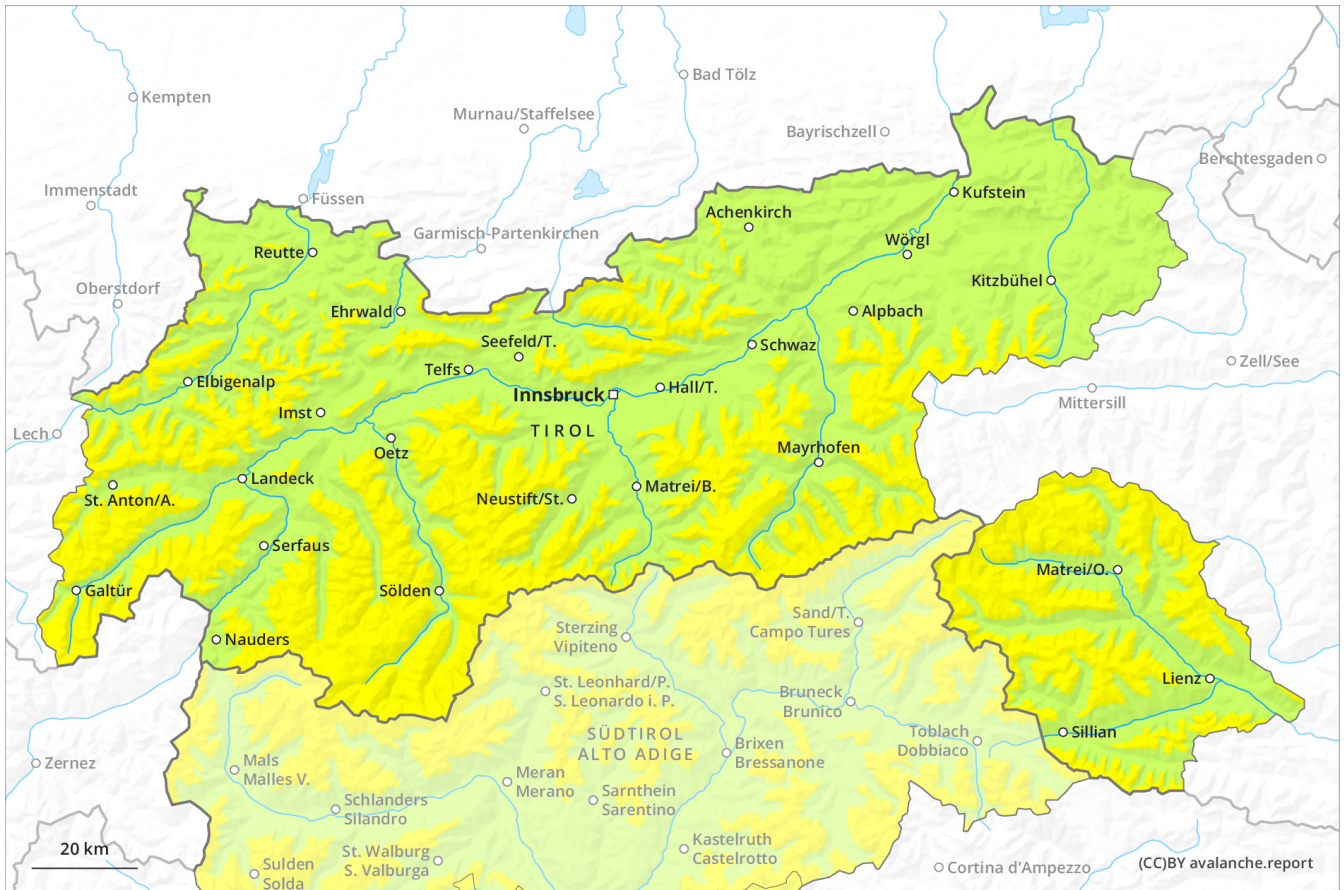 Kempten
Bad Tölz
Murnau/Staffelsee
Bayrischzell
Berchtesgaden
Immenstadt
Füssen
Kufstein
Achenkirch
Garmisch-Partenkirchen
Reutte
Wörgl
Oberstdorf
Kitzbühel
Ehrwald
Alpbach
Seefeld/T.
Schwaz
Zell/See
Telfs
Elbigenalp
Hall/T.
Innsbruck
Mittersill
Imst
TIROL
Lech
Oetz
Mayrhofen
Landeck
Matrei/B.
St. Anton/A.
Neustift/St.
Serfaus
Matrei/O.
Galtür
Sölden
Sand/T.
Campo Tures
Sterzing
Vipiteno
Nauders
Lienz
St. Leonhard/P.
S. Leonardo i. P.
Bruneck
Brunico
Sillian
SÜDTIROL
ALTO ADIGE
Toblach
Dobbiaco
Brixen
Bressanone
Zernez
Mals
Malles V.
Meran
Merano
Sarnthein
Sarentino
Schlanders
Silandro
Kastelruth
Castelrotto
20 km
St. Walburg
S. Valburga
Sulden
Solda
Cortina d'Ampezzo
(CC)BY avalanche.report